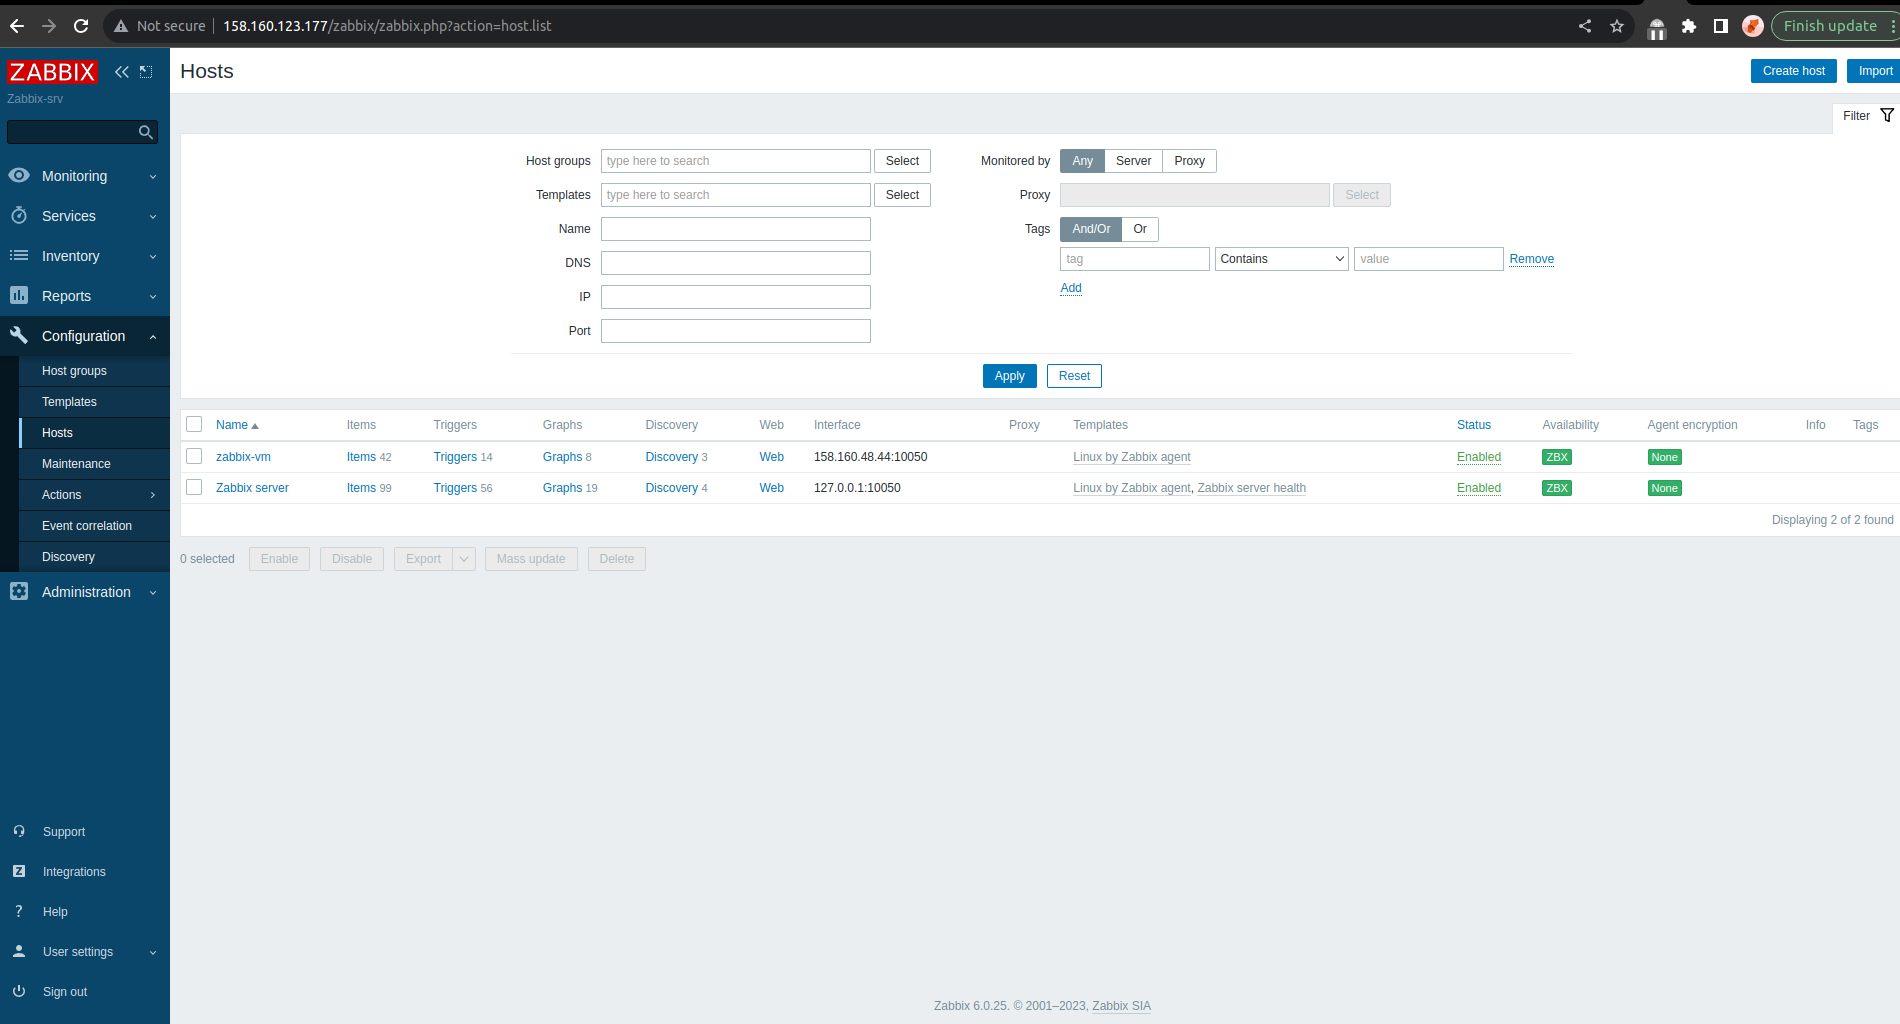 Not secure 158.160.123.177/zabbix/zabbix.php?action=host.list Finish update
ZABBIX
Zabbix-srv
Monitoring
Services
Inventory
Reports
Configuration
Host groups
Templates
Hosts
Maintenance
Actions
Event correlation
Discovery
Administration
Support
Integrations
Help
User settings
Sign out
Hosts Create host Import
Filter
Host groups type here to search Select
Templates type here to search Select
Name
DNS
IP
Port
Monitored by Any Server Proxy
Proxy Select
Tags And/Or Or
tag Contains value Remove
Add
Apply Reset
Name Items Triggers Graphs Discovery Web Interface Proxy Templates Status Availability Agent encryption Info Tags
zabbix-vm Items 42 Triggers 14 Graphs 8 Discovery 3 Web 158.160.48.44:10050 Linux by Zabbix agent Enabled ZBX None
Zabbix server Items 99 Triggers 56 Graphs 19 Discovery 4 Web 127.0.0.1:10050 Linux by Zabbix agent, Zabbix server health Enabled ZBX None
Displaying 2 of 2 found
0 selected Enable Disable Export Mass update Delete
Zabbix 6.0.25. © 2001–2023, Zabbix SIA